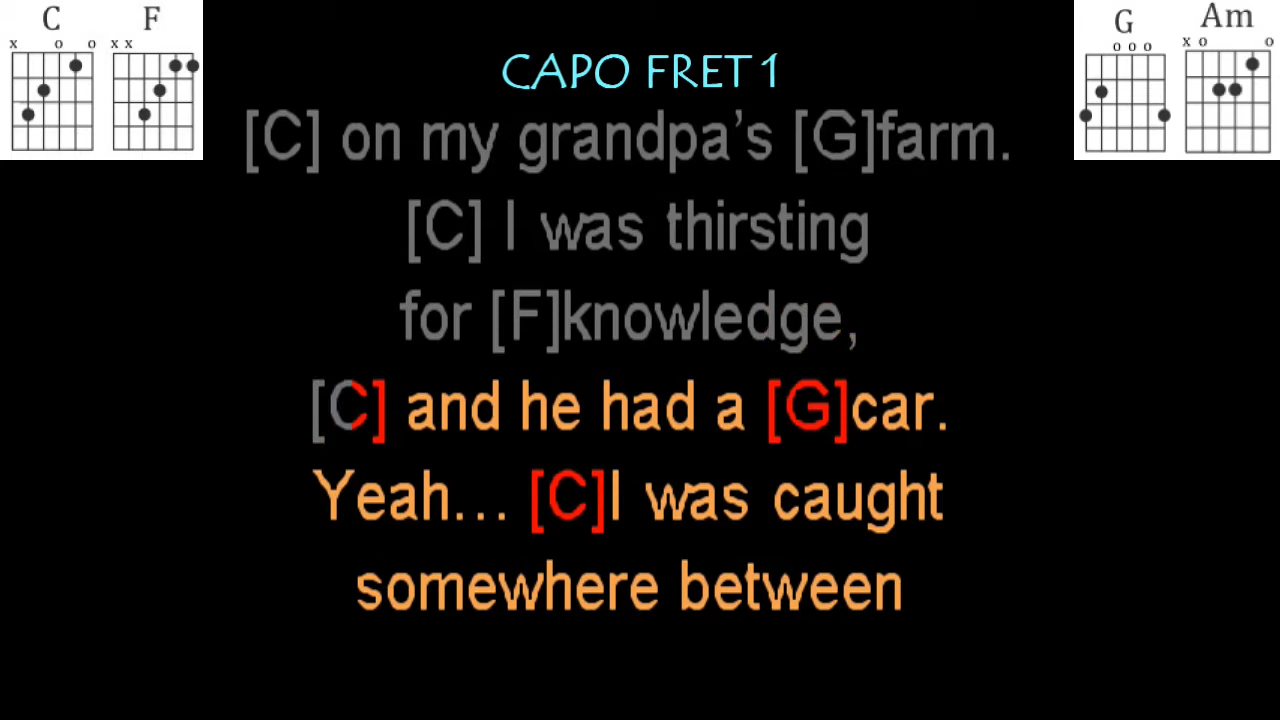 C F G Am
x o o x x o o o x o o
CAPO FRET 1
[C] on my grandpa's [G]farm.
[C] I was thirsting
for [F]knowledge,
[C] and he had a [G]car.
Yeah... [C]I was caught
somewhere between